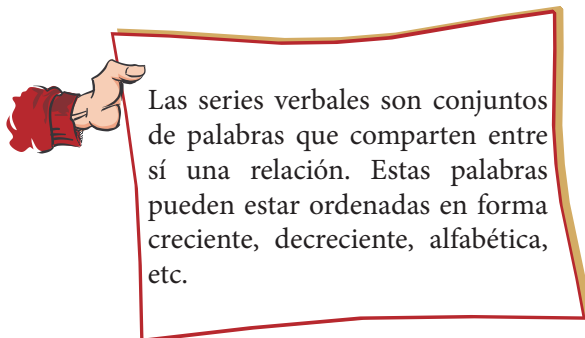 Las series verbales son conjuntos
de palabras que comparten entre
sí una relación. Estas palabras
pueden estar ordenadas en forma
creciente, decreciente, alfabética,
etc.